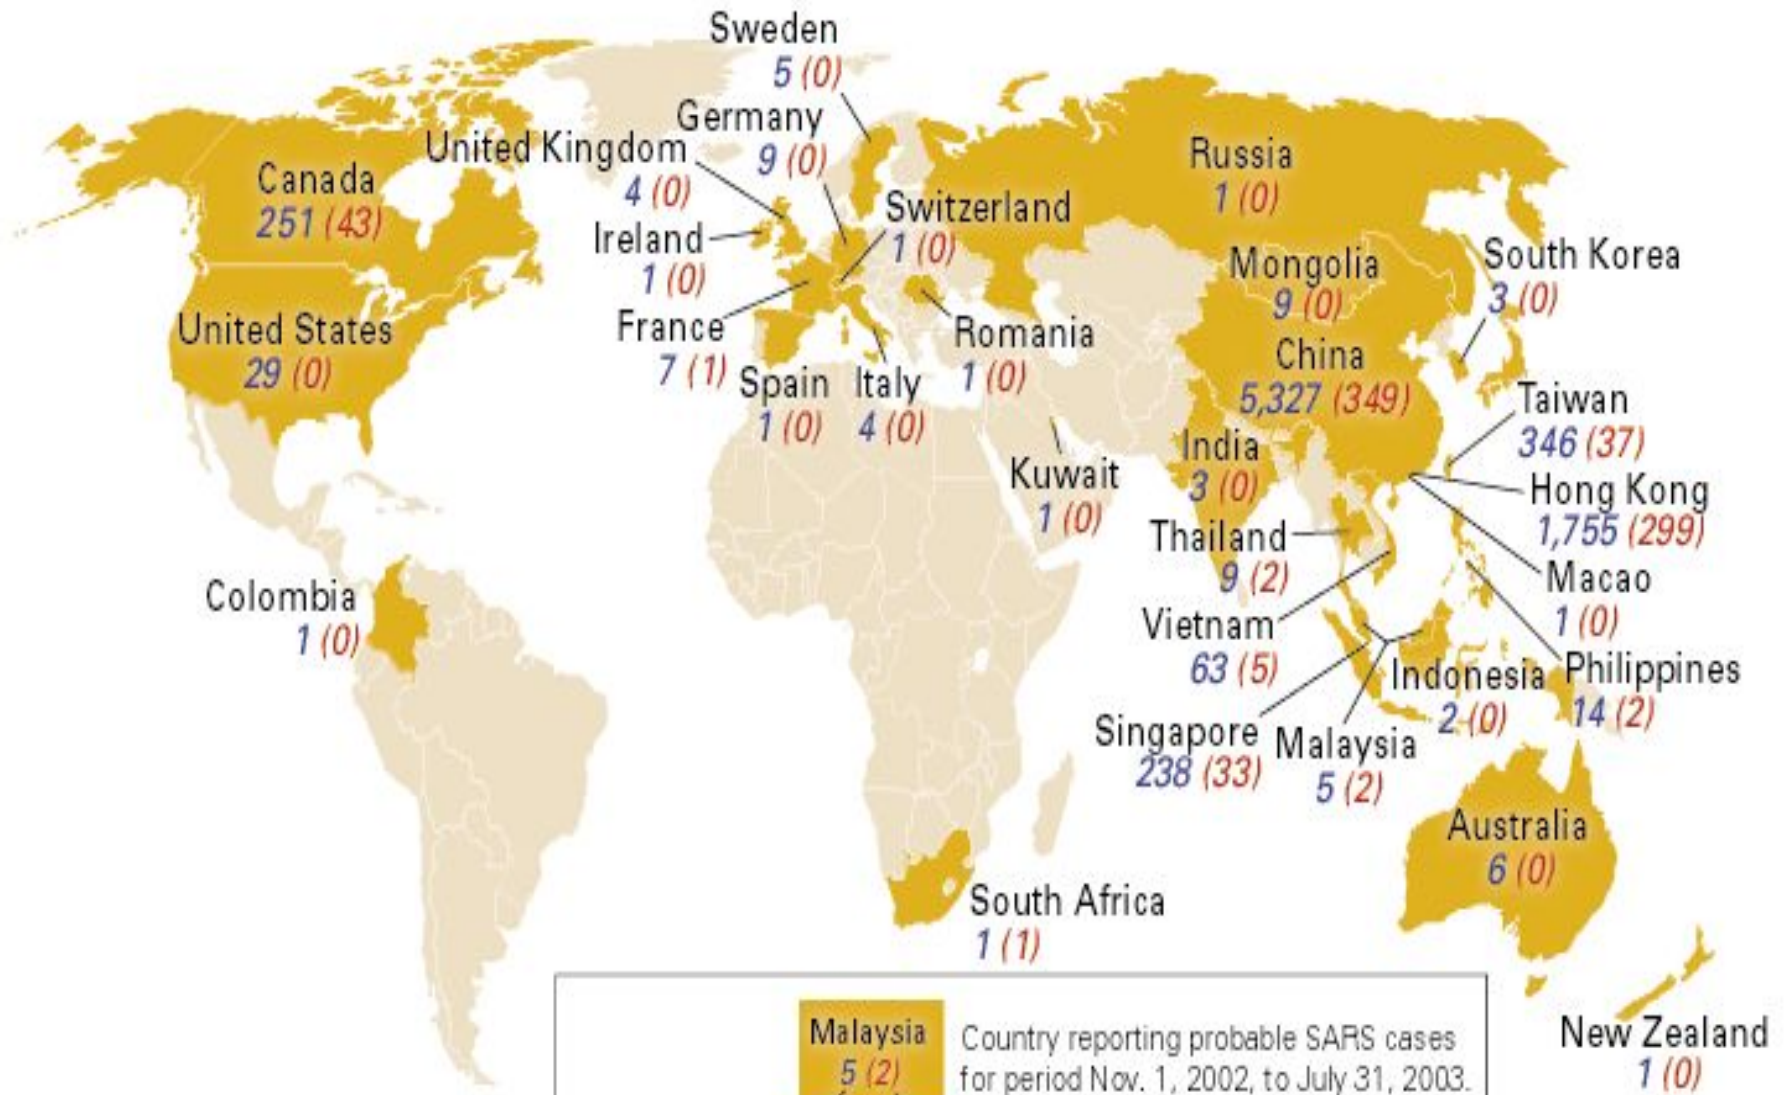 Sweden
5 (0)
Germany
9 (0)
United Kingdom
4 (0)
Canada
251 (43)
Russia
1 (0)
Switzerland
1 (0)
Ireland
1 (0)
Mongolia
9 (0)
South Korea
3 (0)
United States
29 (0)
France
7 (1)
Romania
1 (0)
China
5,327 (349)
Spain
1 (0)
Italy
4 (0)
Taiwan
346 (37)
India
3 (0)
Kuwait
1 (0)
Hong Kong
1,755 (299)
Thailand
9 (2)
Macao
1 (0)
Colombia
1 (0)
Vietnam
63 (5)
Indonesia
2 (0)
Philippines
14 (2)
Singapore
238 (33)
Malaysia
5 (2)
Australia
6 (0)
South Africa
1 (1)
New Zealand
1 (0)
Malaysia
5 (2)
Country reporting probable SARS cases
for period Nov. 1, 2002, to July 31, 2003.